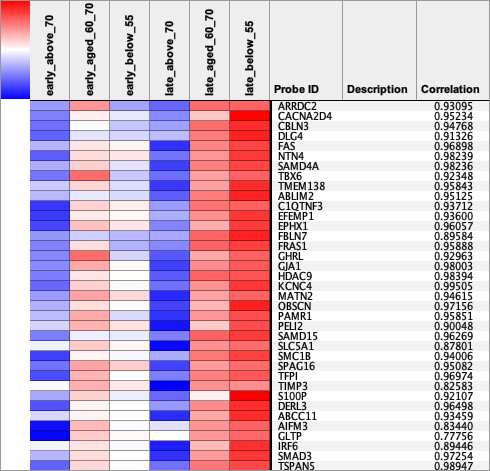 early_above_70
early_aged_60_70
early_below_55
late_above_70
late_aged_60_70
late_below_55
Probe ID Description Correlation
ARRDC2 0.93095
CACNA2D4 0.95234
CBLN3 0.94768
DLG4 0.91326
FAS 0.96898
NTN4 0.98239
SAMD4A 0.98236
TBX6 0.92348
TMEM138 0.95843
ABLIM2 0.95125
C1QTNF3 0.93712
EFEMP1 0.93600
EPHX1 0.96057
FBLN7 0.89584
FRAS1 0.95888
GHRL 0.92963
GJA1 0.98003
HDAC9 0.98394
KCNC4 0.99505
MATN2 0.94615
OBSCN 0.97156
PAMR1 0.95851
PELI2 0.90048
SAMD15 0.96269
SLC5A1 0.87801
SMC1B 0.94006
SPAG16 0.95082
TFPI 0.96974
TIMP3 0.82583
S100P 0.92107
DERL3 0.96498
ABCC11 0.93459
AIFM3 0.83440
GLTP 0.77756
IRF6 0.89446
SMAD3 0.97254
TSPAN5 0.98947